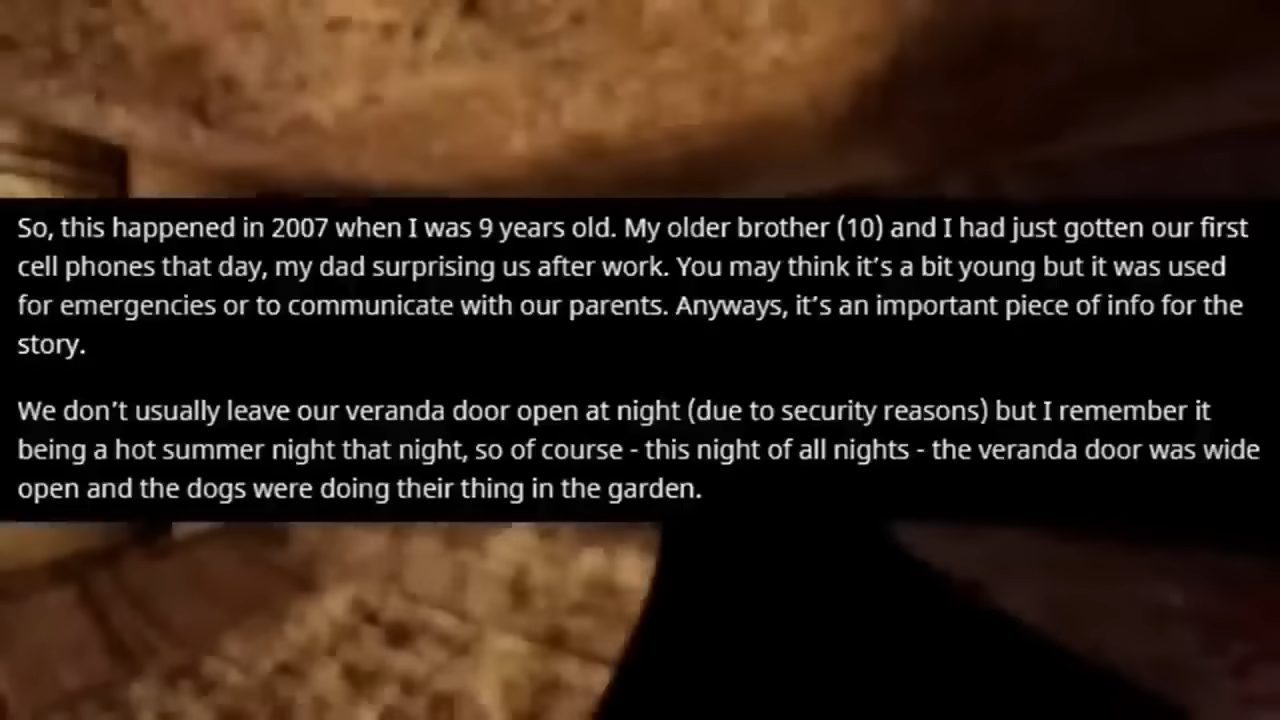 So, this happened in 2007 when I was 9 years old. My older brother (10) and I had just gotten our first
cell phones that day, my dad surprising us after work. You may think it’s a bit young but it was used
for emergencies or to communicate with our parents. Anyways, it’s an important piece of info for the
story.
We don’t usually leave our veranda door open at night (due to security reasons) but I remember it
being a hot summer night that night, so of course - this night of all nights - the veranda door was wide
open and the dogs were doing their thing in the garden.